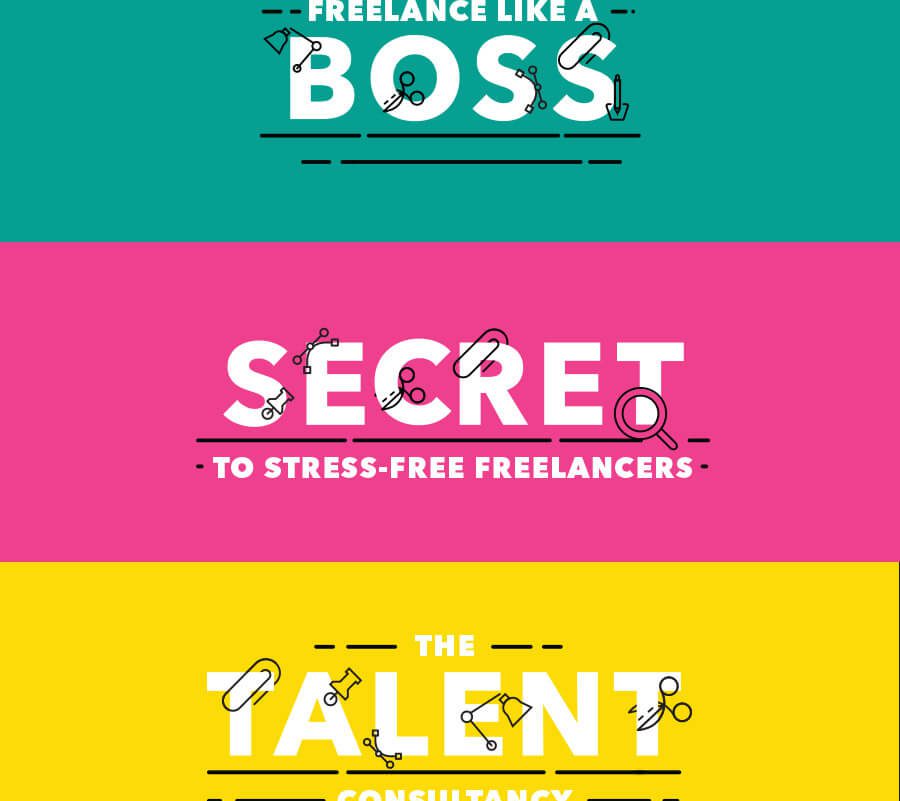 FREELANCE LIKE A
BOSS
SECRET
TO STRESS-FREE FREELANCERS
THE
TALENT
CONSULTANCY